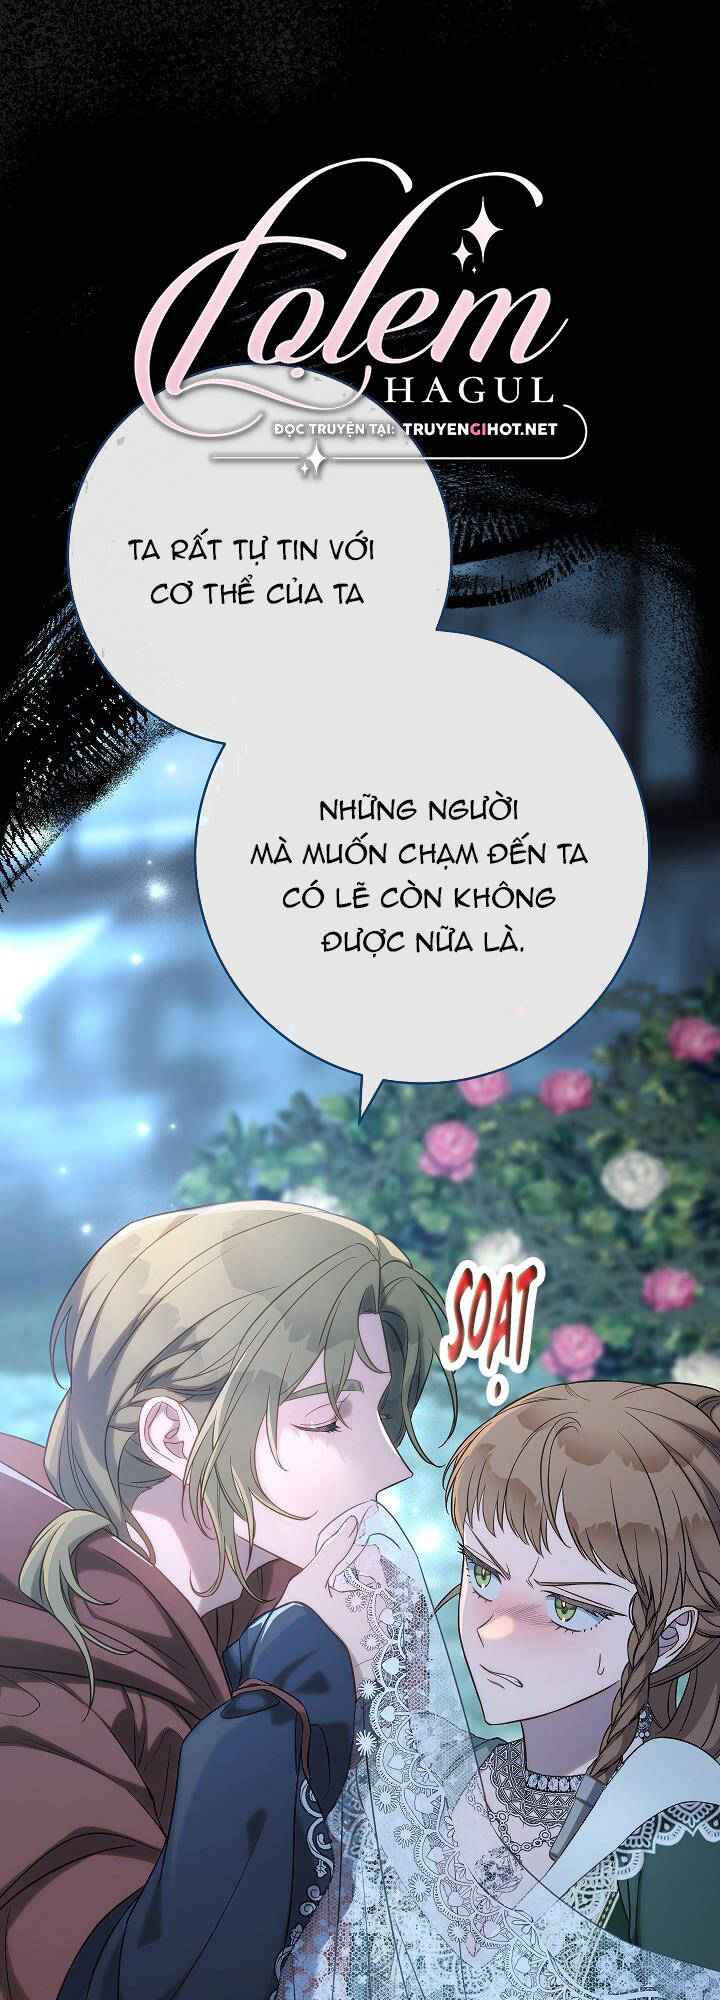 Lọlem
HAGUL
ĐỌC TRUYỆN TẠI: TRUYENGIHOT.NET
TA RẤT TỰ TIN VỚI
CƠ THỂ CỦA TA
NHỮNG NGƯỜI
MÀ MUỐN CHẠM ĐẾN TA
CÓ LẼ CÒN KHÔNG
ĐƯỢC NỮA LÀ.
SOẠT